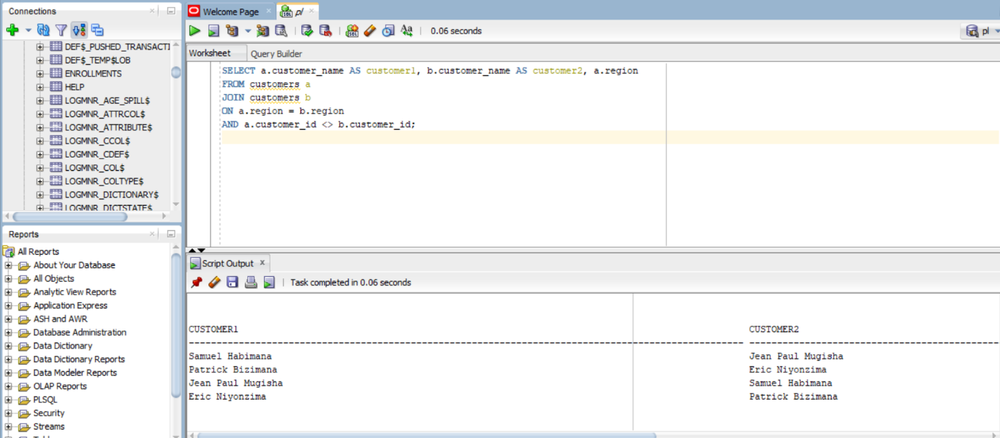 Connections
DEF$_PUSHED_TRANSACTI
DEF$_TEMP$LOB
ENROLLMENTS
HELP
LOGMNR_AGE_SPILL$
LOGMNR_ATTRCOL$
LOGMNR_ATTRIBUTE$
LOGMNR_CCOL$
LOGMNR_CDEF$
LOGMNR_COL$
LOGMNR_COLTYPE$
LOGMNR_DICTIONARY$
LOGMNR_DICTSTATE$
Reports
All Reports
About Your Database
All Objects
Analytic View Reports
Application Express
ASH and AWR
Database Administration
Data Dictionary
Data Dictionary Reports
Data Modeler Reports
OLAP Reports
PLSQL
Security
Streams
Welcome Page
pl
0.06 seconds
pl
Worksheet
Query Builder
SELECT a.customer_name AS customer1, b.customer_name AS customer2, a.region
FROM customers a
JOIN customers b
ON a.region = b.region
AND a.customer_id <> b.customer_id;
Script Output
Task completed in 0.06 seconds
CUSTOMER1 CUSTOMER2
Samuel Habimana Jean Paul Mugisha
Patrick Bizimana Eric Niyonzima
Jean Paul Mugisha Samuel Habimana
Eric Niyonzima Patrick Bizimana